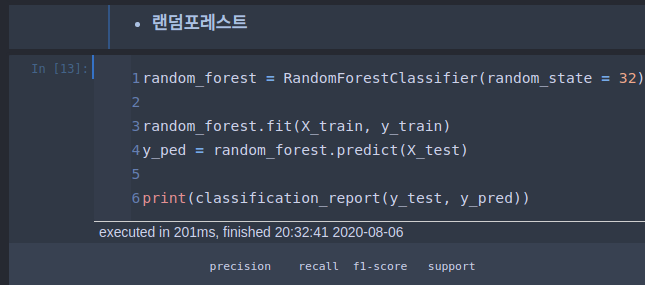 • 랜덤포레스트
In [13]:
1 random_forest = RandomForestClassifier(random_state = 32)
2
3 random_forest.fit(X_train, y_train)
4 y_ped = random_forest.predict(X_test)
5
6 print(classification_report(y_test, y_pred))
executed in 201ms, finished 20:32:41 2020-08-06
precision recall f1-score support